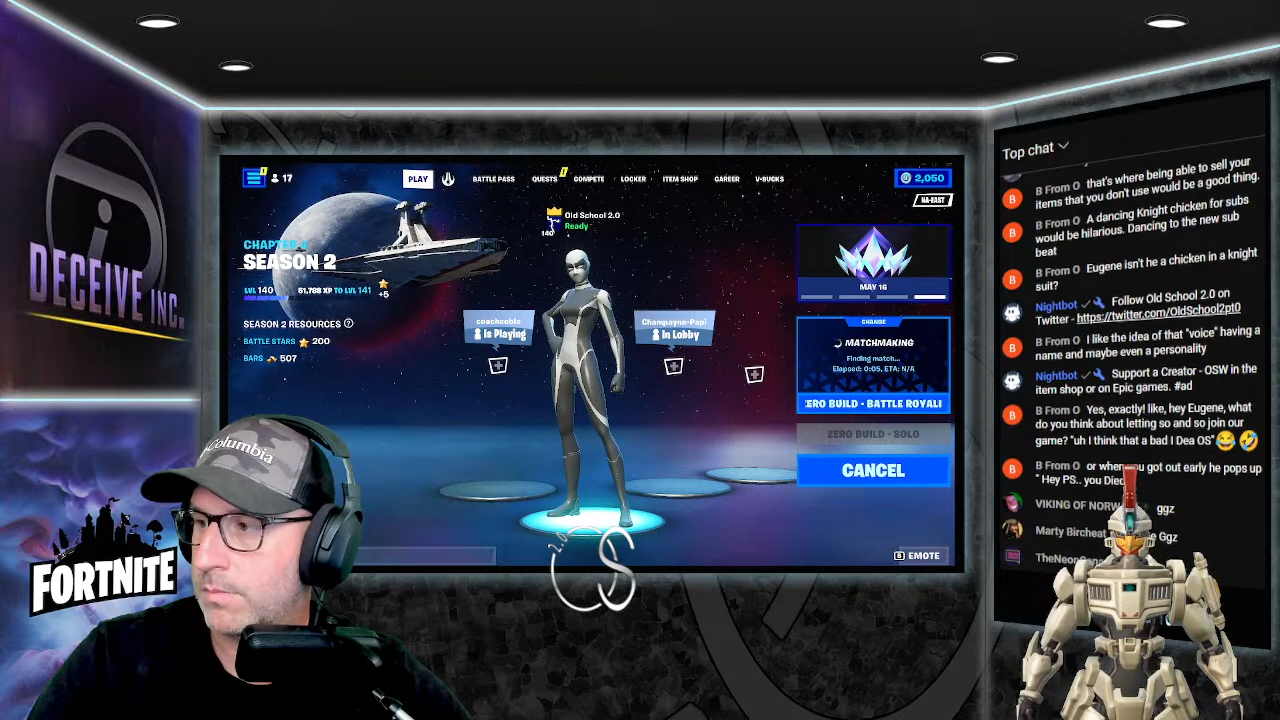 DECEIVE INC.
17
PLAY
BATTLE PASS
QUESTS
COMPETE
LOCKER
ITEM SHOP
CAREER
V-BUCKS
2,050
NA-EAST
CHAPTER 4
SEASON 2
LVL 140
51,788 XP TO LVL 141
+5
SEASON 2 RESOURCES
BATTLE STARS 200
BARS 507
Old School 2.0
Ready
140
coachcoble
is Playing
Champayne-Papi
In Lobby
MAY 16
CHANGE
MATCHMAKING
Finding match...
Elapsed: 0:05, ETA: N/A
ZERO BUILD - BATTLE ROYALE
ZERO BUILD - SOLO
CANCEL
B EMOTE
Columbia
FORTNITE
2.0
OS
Top chat
B From O that's where being able to sell your
items that you don't use would be a good thing.
B From O A dancing Knight chicken for subs
would be hilarious. Dancing to the new sub
beat
B From O Eugene isn't he a chicken in a knight
suit?
Nightbot Follow Old School 2.0 on
Twitter - https://twitter.com/OldSchool2pt0
B From O I like the idea of that "voice" having a
name and maybe even a personality
Nightbot Support a Creator - OSW in the
item shop or on Epic games. #ad
B From O Yes, exactly! like, hey Eugene, what
do you think about letting so and so join our
game? "uh I think that a bad I Dea OS"😂🤣
B From O or when you got out early he pops up
" Hey PS.. you Died
VIKING OF NORW ggz
Marty Bircheat Ggz